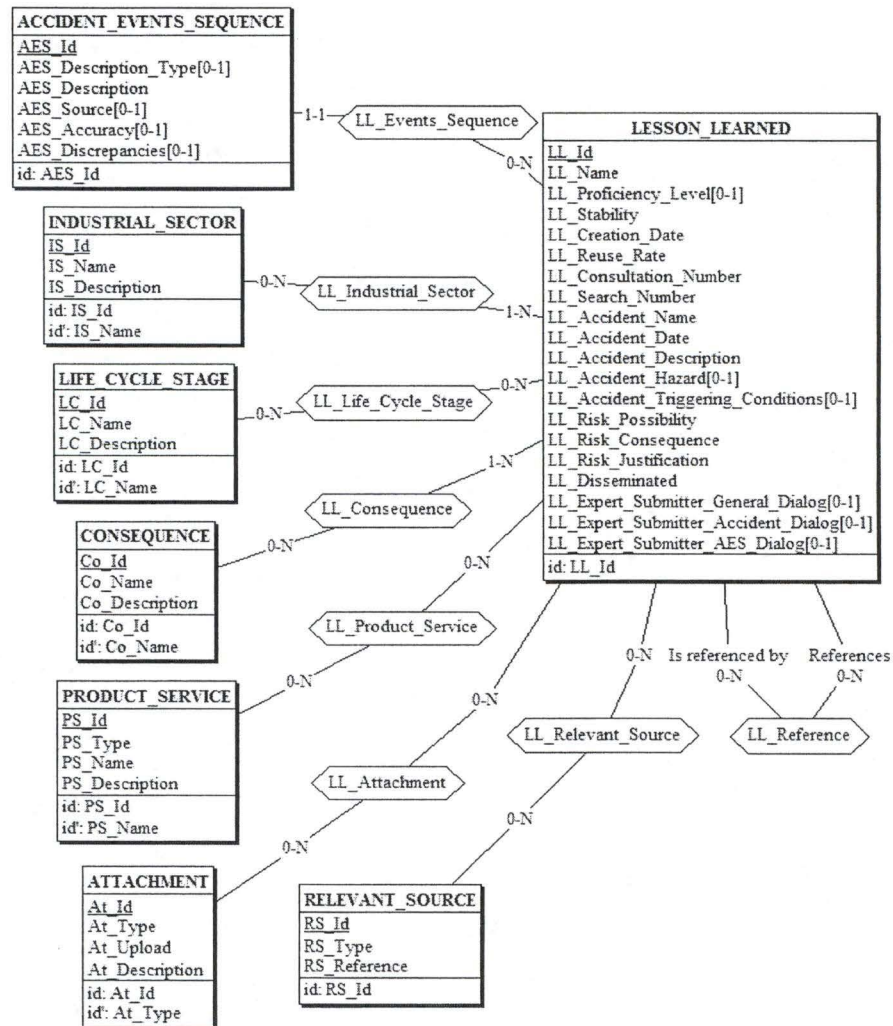 ACCIDENT_EVENTS_SEQUENCE
AES_Id
AES_Description_Type[0-1]
AES_Description
AES_Source[0-1]
AES_Accuracy[0-1]
AES_Discrepancies[0-1]
id: AES_Id
1-1
LL_Events_Sequence
0-N
LESSON_LEARNED
LL_Id
LL_Name
LL_Proficiency_Level[0-1]
LL_Stability
LL_Creation_Date
LL_Reuse_Rate
LL_Consultation_Number
LL_Search_Number
LL_Accident_Name
LL_Accident_Date
LL_Accident_Description
LL_Accident_Hazard[0-1]
LL_Accident_Triggering_Conditions[0-1]
LL_Risk_Possibility
LL_Risk_Consequence
LL_Risk_Justification
LL_Disseminated
LL_Expert_Submitter_General_Dialog[0-1]
LL_Expert_Submitter_Accident_Dialog[0-1]
LL_Expert_Submitter_AES_Dialog[0-1]
id: LL_Id
INDUSTRIAL_SECTOR
IS_Id
IS_Name
IS_Description
id: IS_Id
id': IS_Name
0-N
LL_Industrial_Sector
1-N
LIFE_CYCLE_STAGE
LC_Id
LC_Name
LC_Description
id: LC_Id
id': LC_Name
0-N
LL_Life_Cycle_Stage
0-N
CONSEQUENCE
Co_Id
Co_Name
Co_Description
id: Co_Id
id': Co_Name
0-N
LL_Consequence
1-N
PRODUCT_SERVICE
PS_Id
PS_Type
PS_Name
PS_Description
id: PS_Id
id': PS_Name
0-N
LL_Product_Service
0-N
ATTACHMENT
At_Id
At_Type
At_Upload
At_Description
id: At_Id
id': At_Type
0-N
LL_Attachment
0-N
RELEVANT_SOURCE
RS_Id
RS_Type
RS_Reference
id: RS_Id
0-N
LL_Relevant_Source
0-N
Is referenced by
0-N
References
0-N
LL_Reference